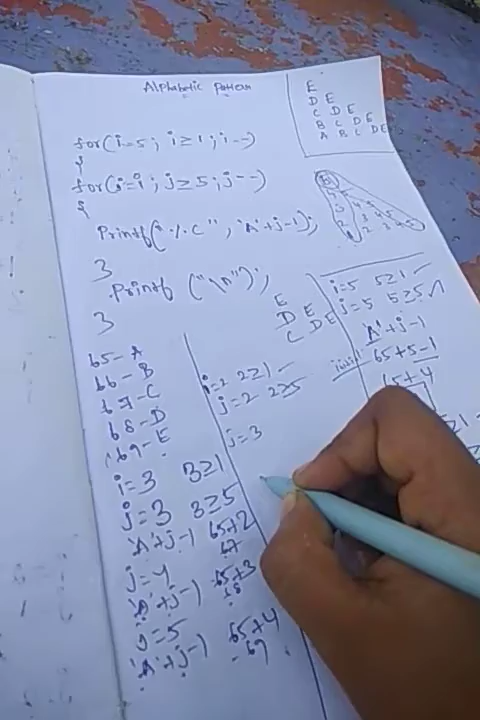 Alphabetic Pattern
E
D E
C D E
B C D E
A B C D E
for(i=5; i≥1; i--)
{
for(j=i; j≥5; j--)
{
Printf("%c", 'A'+j-1);
}
Printf ("\n");
}
65-A
66-B
67-C
68-D
69-E
i=3 3≥1
j=3 3≥5
'A'+j-1 65+2
67
j=4
'A'+j-1 65+3
68
j=5
'A'+j-1 65+4
69
E
D E
C D E
i=2 2≥1
j=2 2≥5
j=3
i=5 5≥1 ✓
j=5 5≥5 ✓
'A'+j-1
65+5-1
65+4